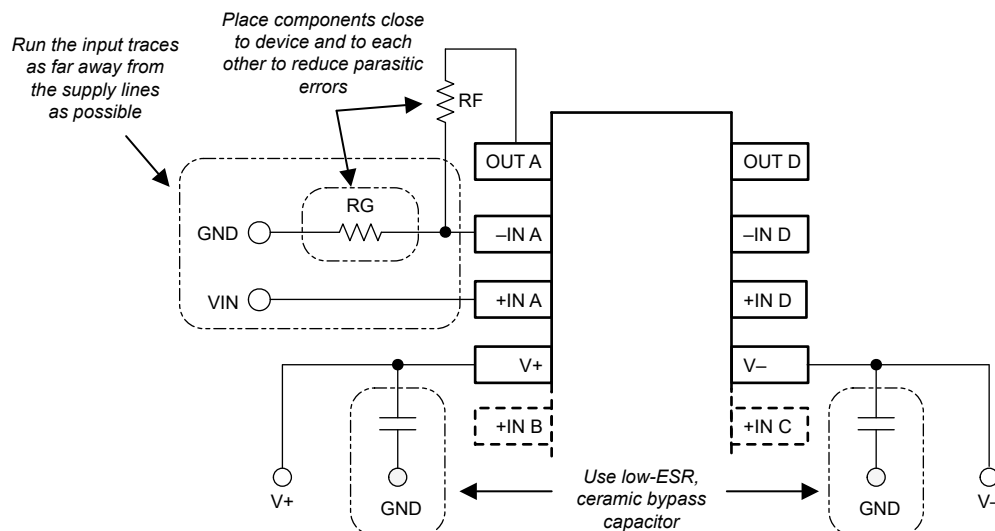 Place components close
to device and to each
other to reduce parasitic
errors
Run the input traces
as far away from
the supply lines
as possible
RF
OUT A
OUT D
RG
GND
–IN A
–IN D
VIN
+IN A
+IN D
V+
V–
+IN B
+IN C
V+
GND
Use low-ESR,
ceramic bypass
capacitor
GND
V–